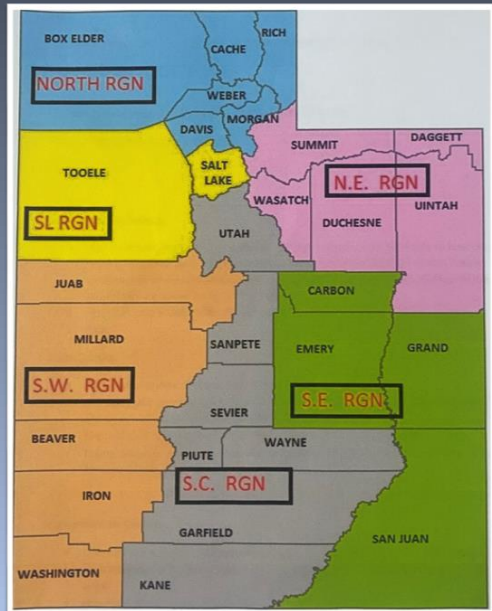 BOX ELDER
RICH
CACHE
NORTH RGN
WEBER
MORGAN
DAVIS
SUMMIT
DAGGETT
TOOELE
SALT
LAKE
N.E. RGN
WASATCH
UINTAH
DUCHESNE
SL RGN
UTAH
JUAB
CARBON
MILLARD
SANPETE
EMERY
GRAND
S.W. RGN
S.E. RGN
SEVIER
BEAVER
WAYNE
PIUTE
S.C. RGN
IRON
GARFIELD
SAN JUAN
WASHINGTON
KANE